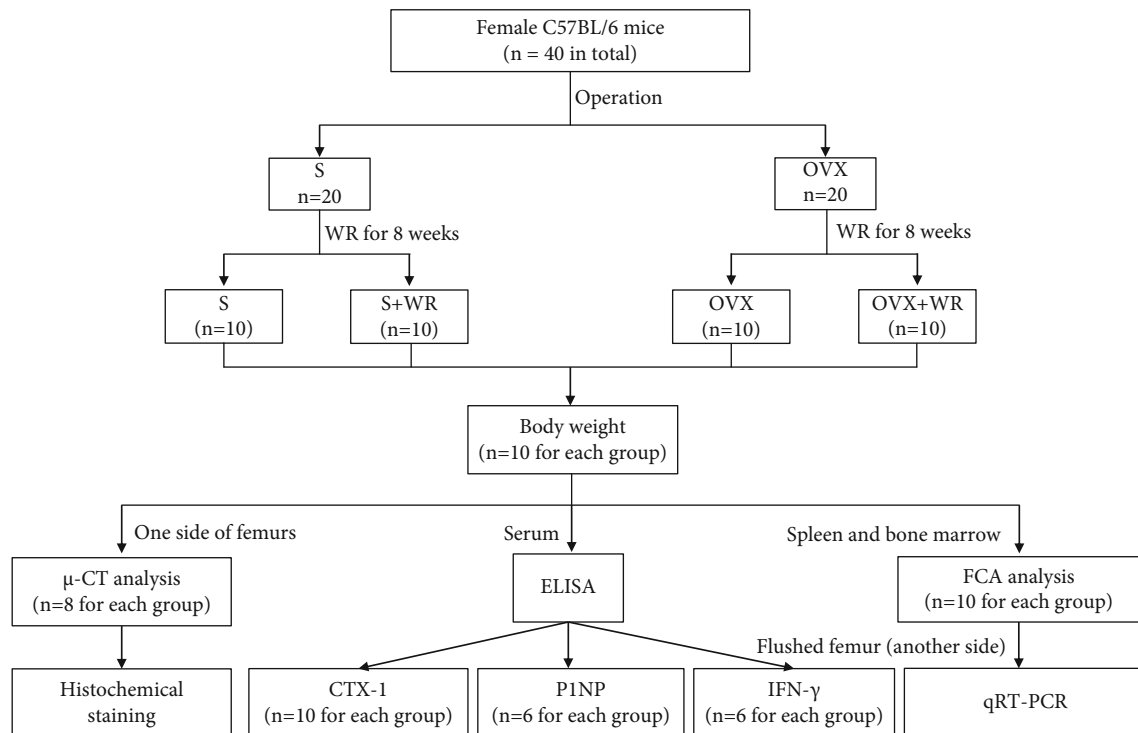 Female C57BL/6 mice
(n = 40 in total)
Operation
S
n=20
OVX
n=20
WR for 8 weeks
WR for 8 weeks
S
(n=10)
S+WR
(n=10)
OVX
(n=10)
OVX+WR
(n=10)
Body weight
(n=10 for each group)
One side of femurs
Serum
Spleen and bone marrow
μ-CT analysis
(n=8 for each group)
ELISA
FCA analysis
(n=10 for each group)
Flushed femur (another side)
Histochemical
staining
CTX-1
(n=10 for each group)
P1NP
(n=6 for each group)
IFN-γ
(n=6 for each group)
qRT-PCR